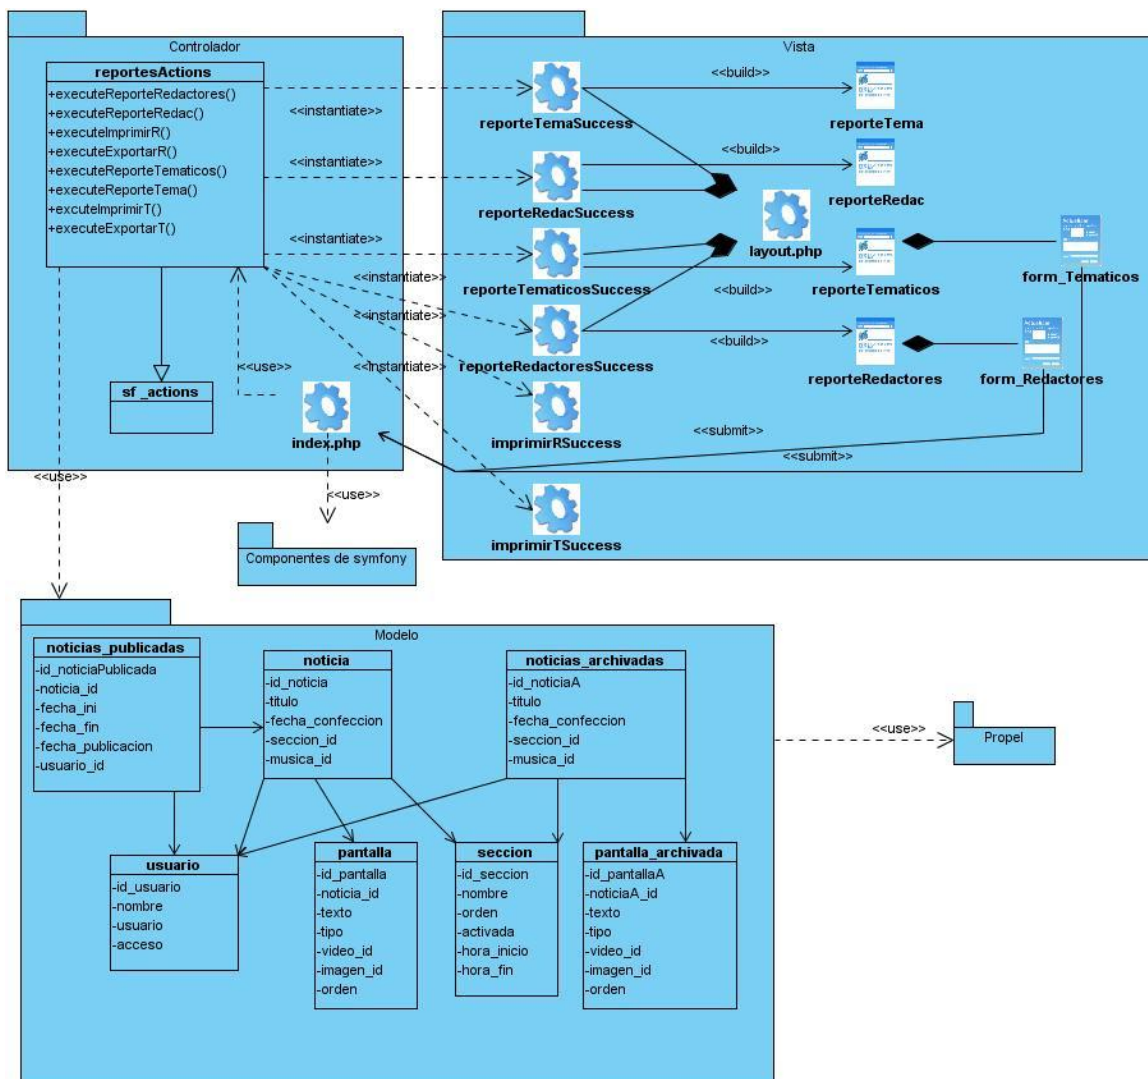 Controlador
reportesActions
+executeReporteRedactores()
+executeReporteRedac()
+executeImprimirR()
+executeExportarR()
+executeReporteTematicos()
+executeReporteTema()
+excuteImprimirT()
+executeExportarT()
sf _actions
<<use>>
index.php
<<use>>
<<use>>
Componentes de symfony
<<instantiate>>
<<instantiate>>
<<instantiate>>
<<instantiate>>
<<instantiate>>
<<instantiate>>
Vista
reporteTemaSuccess
<<build>>
reporteTema
reporteRedacSuccess
<<build>>
reporteRedac
layout.php
reporteTematicosSuccess
<<build>>
reporteTematicos
form_Tematicos
reporteRedactoresSuccess
<<build>>
reporteRedactores
form_Redactores
imprimirRSuccess
<<submit>>
<<submit>>
imprimirTSuccess
Modelo
noticias_publicadas
-id_noticiaPublicada
-noticia_id
-fecha_ini
-fecha_fin
-fecha_publicacion
-usuario_id
noticia
-id_noticia
-titulo
-fecha_confeccion
-seccion_id
-musica_id
noticias_archivadas
-id_noticiaA
-titulo
-fecha_confeccion
-seccion_id
-musica_id
usuario
-id_usuario
-nombre
-usuario
-acceso
pantalla
-id_pantalla
-noticia_id
-texto
-tipo
-video_id
-imagen_id
-orden
seccion
-id_seccion
-nombre
-orden
-activada
-hora_inicio
-hora_fin
pantalla_archivada
-id_pantallaA
-noticiaA_id
-texto
-tipo
-video_id
-imagen_id
-orden
<<use>>
Propel